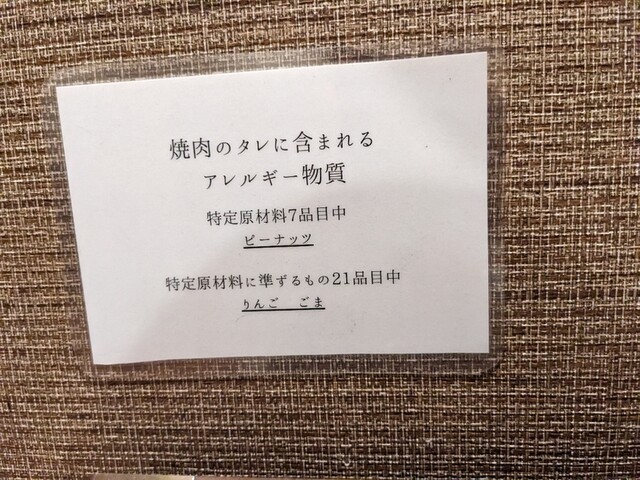 焼肉のタレに含まれる
アレルギー物質
特定原材料7品目中
ピーナッツ
特定原材料に準ずるもの21品目中
りんご　ごま